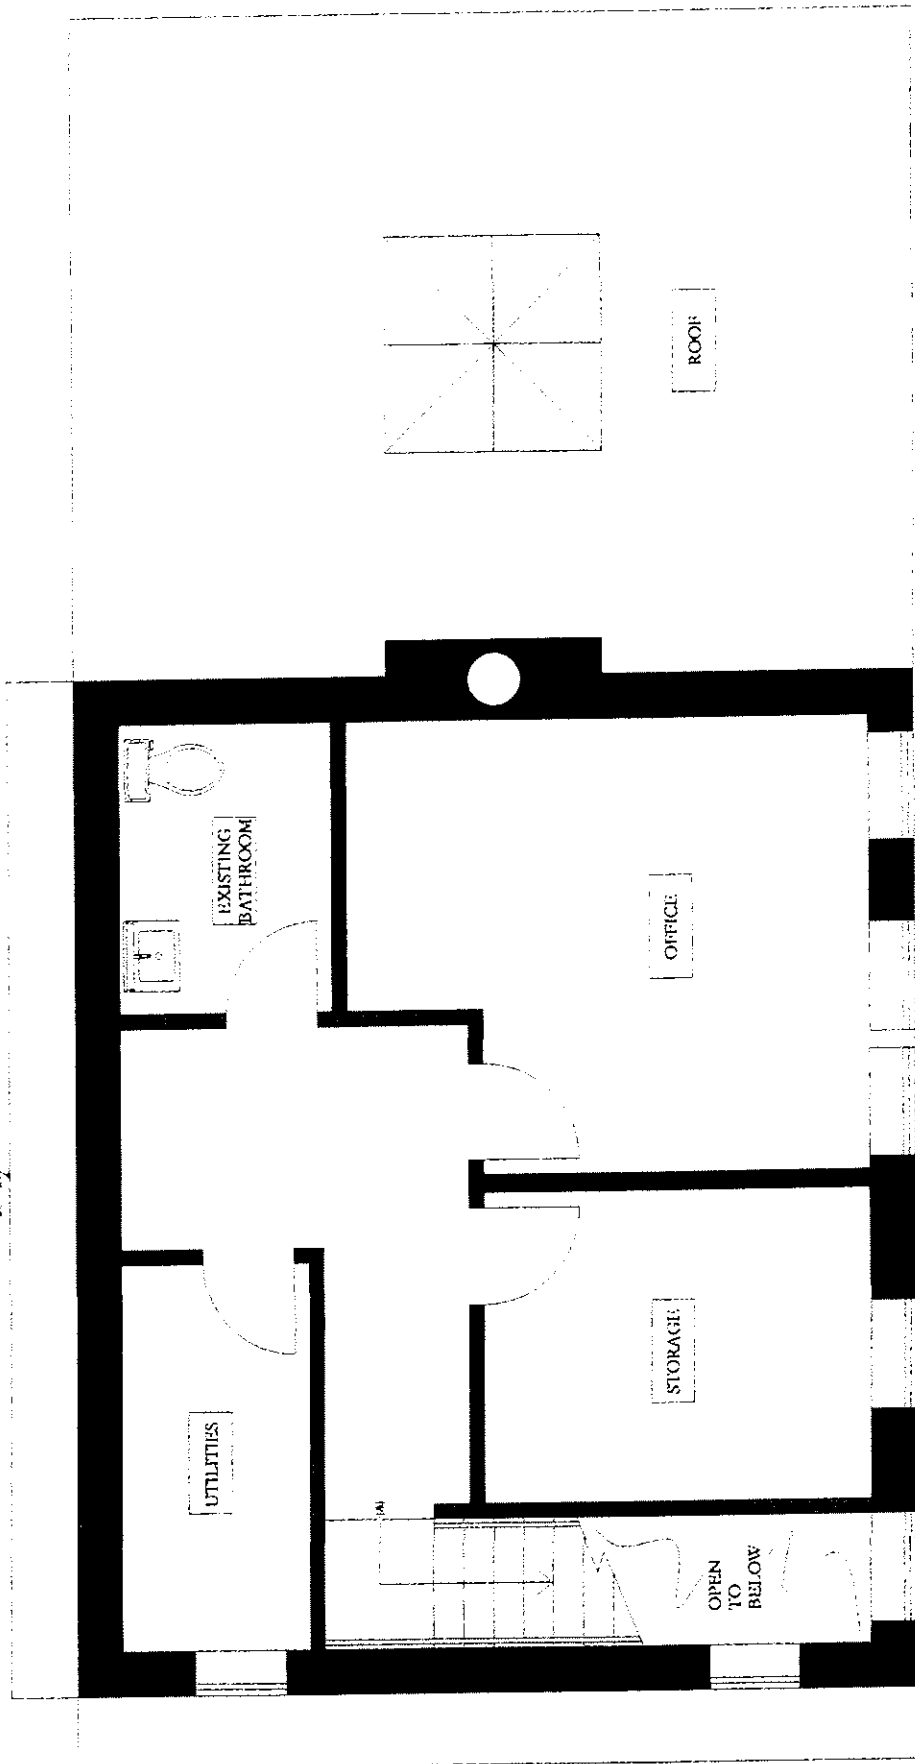 ROOF
EXISTING
BATHROOM
OFFICE
STORAGE
UTILITIES
OPEN
TO
BELOW